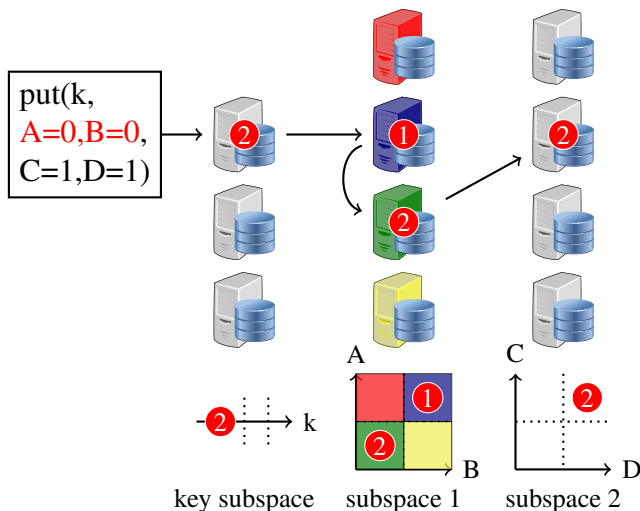 put(k,
A=0,B=0,
C=1,D=1)
2
1
2
2
A
C
2
k
1
2
B
2
D
key subspace
subspace 1
subspace 2